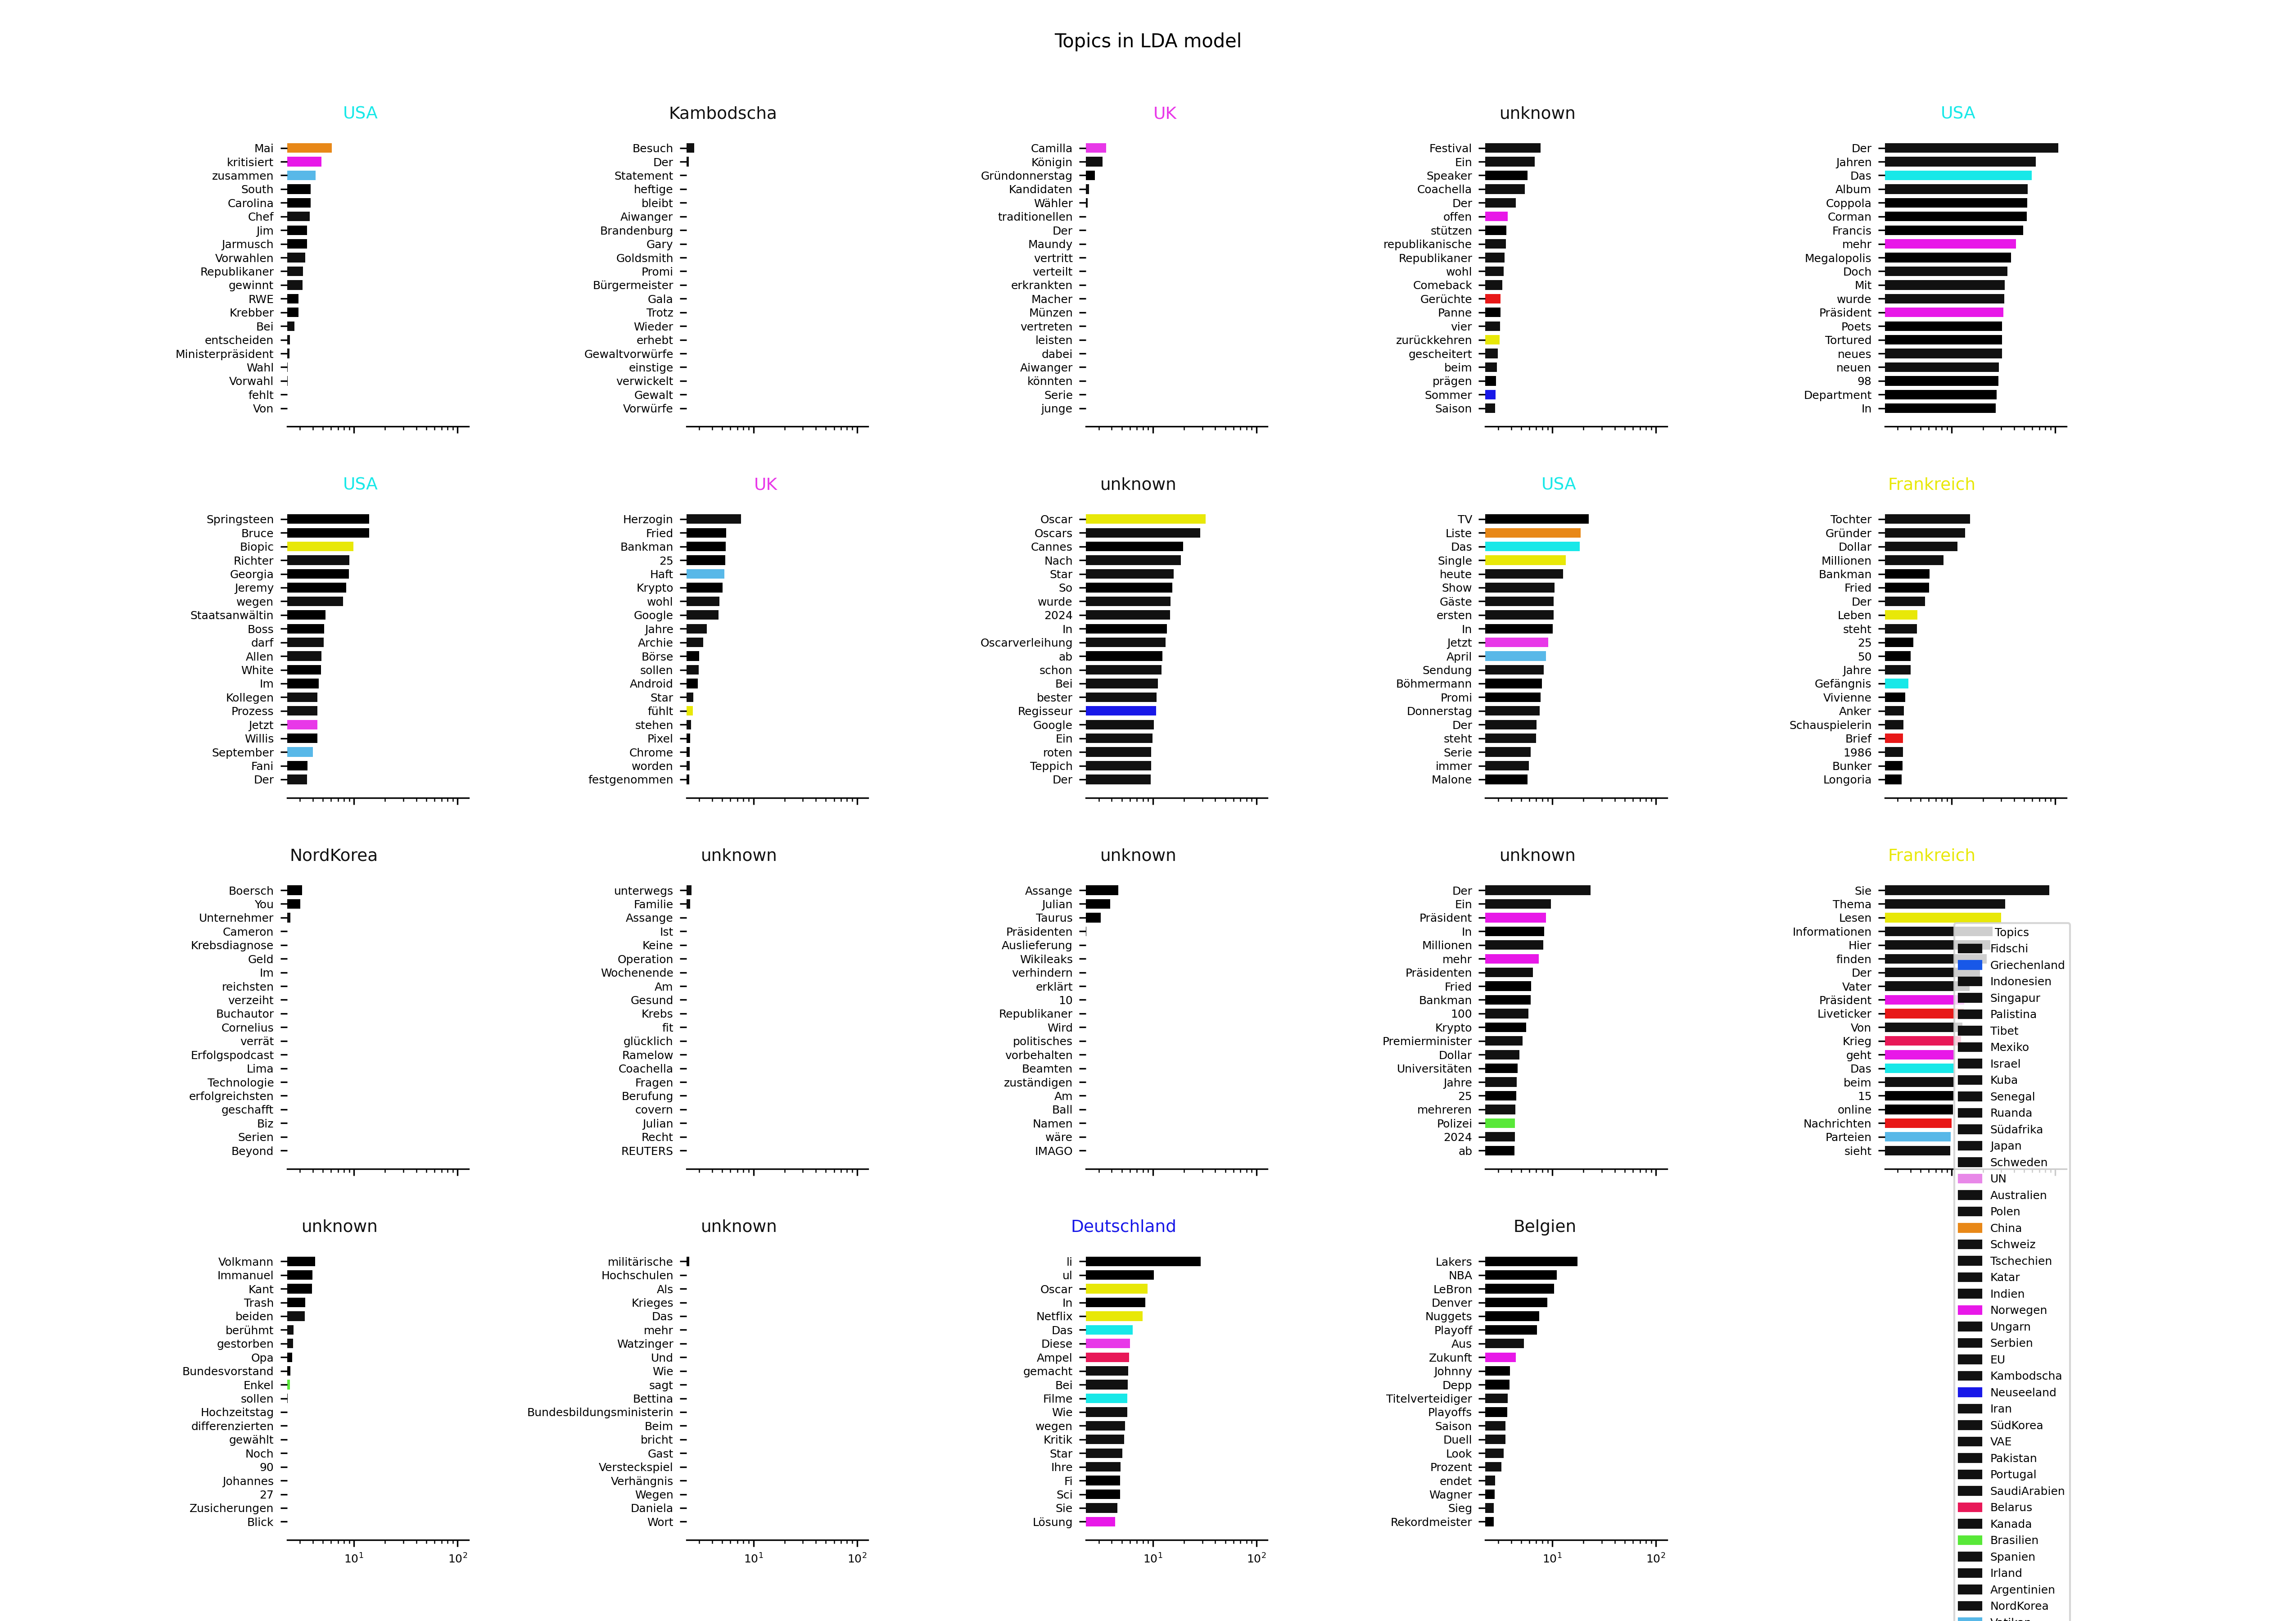 Topics in LDA model
USA
Mai
kritisiert
zusammen
South
Carolina
Chef
Jim
Jarmusch
Vorwahlen
Republikaner
gewinnt
RWE
Krebber
Bei
entscheiden
Ministerpräsident
Wahl
Vorwahl
fehlt
Von
Kambodscha
Besuch
Der
Statement
heftige
bleibt
Aiwanger
Brandenburg
Gary
Goldsmith
Promi
Bürgermeister
Gala
Trotz
Wieder
erhebt
Gewaltvorwürfe
einstige
verwickelt
Gewalt
Vorwürfe
UK
Camilla
Königin
Gründonnerstag
Kandidaten
Wähler
traditionellen
Der
Maundy
vertritt
verteilt
erkrankten
Macher
Münzen
vertreten
leisten
dabei
Aiwanger
könnten
Serie
junge
unknown
Festival
Ein
Speaker
Coachella
Der
offen
stützen
republikanische
Republikaner
wohl
Comeback
Gerüchte
Panne
vier
zurückkehren
gescheitert
beim
prägen
Sommer
Saison
USA
Der
Jahren
Das
Album
Coppola
Corman
Francis
mehr
Megalopolis
Doch
Mit
wurde
Präsident
Poets
Tortured
neues
neuen
98
Department
In
USA
Springsteen
Bruce
Biopic
Richter
Georgia
Jeremy
wegen
Staatsanwältin
Boss
darf
Allen
White
Im
Kollegen
Prozess
Jetzt
Willis
September
Fani
Der
UK
Herzogin
Fried
Bankman
25
Haft
Krypto
wohl
Google
Jahre
Archie
Börse
sollen
Android
Star
fühlt
stehen
Pixel
Chrome
worden
festgenommen
unknown
Oscar
Oscars
Cannes
Nach
Star
So
wurde
2024
In
Oscarverleihung
ab
schon
Bei
bester
Regisseur
Google
Ein
roten
Teppich
Der
USA
TV
Liste
Das
Single
heute
Show
Gäste
ersten
In
Jetzt
April
Sendung
Böhmermann
Promi
Donnerstag
Der
steht
Serie
immer
Malone
Frankreich
Tochter
Gründer
Dollar
Millionen
Bankman
Fried
Der
Leben
steht
25
50
Jahre
Gefängnis
Vivienne
Anker
Schauspielerin
Brief
1986
Bunker
Longoria
NordKorea
Boersch
You
Unternehmer
Cameron
Krebsdiagnose
Geld
Im
reichsten
verzeiht
Buchautor
Cornelius
verrät
Erfolgspodcast
Lima
Technologie
erfolgreichsten
geschafft
Biz
Serien
Beyond
unknown
unterwegs
Familie
Assange
Ist
Keine
Operation
Wochenende
Am
Gesund
Krebs
fit
glücklich
Ramelow
Coachella
Fragen
Berufung
covern
Julian
Recht
REUTERS
unknown
Assange
Julian
Taurus
Präsidenten
Auslieferung
Wikileaks
verhindern
erklärt
10
Republikaner
Wird
politisches
vorbehalten
Beamten
zuständigen
Am
Ball
Namen
wäre
IMAGO
unknown
Der
Ein
Präsident
In
Millionen
mehr
Präsidenten
Fried
Bankman
100
Krypto
Premierminister
Dollar
Universitäten
Jahre
25
mehreren
Polizei
2024
ab
Frankreich
Sie
Thema
Lesen
Informationen
Hier
finden
Der
Vater
Präsident
Liveticker
Von
Krieg
geht
Das
beim
15
online
Nachrichten
Parteien
sieht
unknown
Volkmann
Immanuel
Kant
Trash
beiden
berühmt
gestorben
Opa
Bundesvorstand
Enkel
sollen
Hochzeitstag
differenzierten
gewählt
Noch
90
Johannes
27
Zusicherungen
Blick
10¹ 10²
unknown
militärische
Hochschulen
Als
Krieges
Das
mehr
Watzinger
Und
Wie
sagt
Bettina
Bundesbildungsministerin
Beim
bricht
Gast
Versteckspiel
Verhängnis
Wegen
Daniela
Wort
10¹ 10²
Deutschland
li
ul
Oscar
In
Netflix
Das
Diese
Ampel
gemacht
Bei
Filme
Wie
wegen
Kritik
Star
Ihre
Fi
Sci
Sie
Lösung
10¹ 10²
Belgien
Lakers
NBA
LeBron
Denver
Nuggets
Playoff
Aus
Zukunft
Johnny
Depp
Titelverteidiger
Playoffs
Saison
Duell
Look
Prozent
endet
Wagner
Sieg
Rekordmeister
10¹ 10²
Topics
Fidschi
Griechenland
Indonesien
Singapur
Palistina
Tibet
Mexiko
Israel
Kuba
Senegal
Ruanda
Südafrika
Japan
Schweden
UN
Australien
Polen
China
Schweiz
Tschechien
Katar
Indien
Norwegen
Ungarn
Serbien
EU
Kambodscha
Neuseeland
Iran
SüdKorea
VAE
Pakistan
Portugal
SaudiArabien
Belarus
Kanada
Brasilien
Spanien
Irland
Argentinien
NordKorea